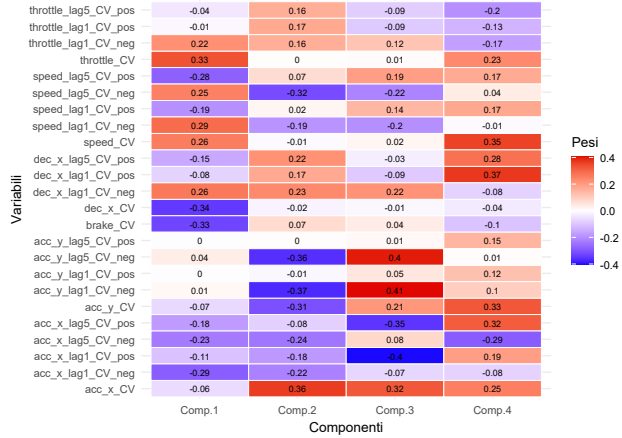 throttle_lag5_CV_pos -0.04 0.16 -0.09 -0.2
throttle_lag1_CV_pos -0.01 0.17 -0.09 -0.13
throttle_lag1_CV_neg 0.22 0.16 0.12 -0.17
throttle_CV 0.33 0 0.01 0.23
speed_lag5_CV_pos -0.28 0.07 0.19 0.17
speed_lag5_CV_neg 0.25 -0.32 -0.22 0.04
speed_lag1_CV_pos -0.19 0.02 0.14 0.17
speed_lag1_CV_neg 0.29 -0.19 -0.2 -0.01
speed_CV 0.26 -0.01 0.02 0.35
dec_x_lag5_CV_pos -0.15 0.22 -0.03 0.28
dec_x_lag1_CV_pos -0.08 0.17 -0.09 0.37
dec_x_lag1_CV_neg 0.26 0.23 0.22 -0.08
dec_x_CV -0.34 -0.02 -0.01 -0.04
brake_CV -0.33 0.07 0.04 -0.1
acc_y_lag5_CV_pos 0 0 0.01 0.15
acc_y_lag5_CV_neg 0.04 -0.36 0.4 0.01
acc_y_lag1_CV_pos 0 -0.01 0.05 0.12
acc_y_lag1_CV_neg 0.01 -0.37 0.41 0.1
acc_y_CV -0.07 -0.31 0.21 0.33
acc_x_lag5_CV_pos -0.18 -0.08 -0.35 0.32
acc_x_lag5_CV_neg -0.23 -0.24 0.08 -0.29
acc_x_lag1_CV_pos -0.11 -0.18 -0.4 0.19
acc_x_lag1_CV_neg -0.29 -0.22 -0.07 -0.08
acc_x_CV -0.06 0.36 0.32 0.25
Comp.1 Comp.2 Comp.3 Comp.4
Componenti
Variabili
Pesi
0.4
0.2
0.0
-0.2
-0.4